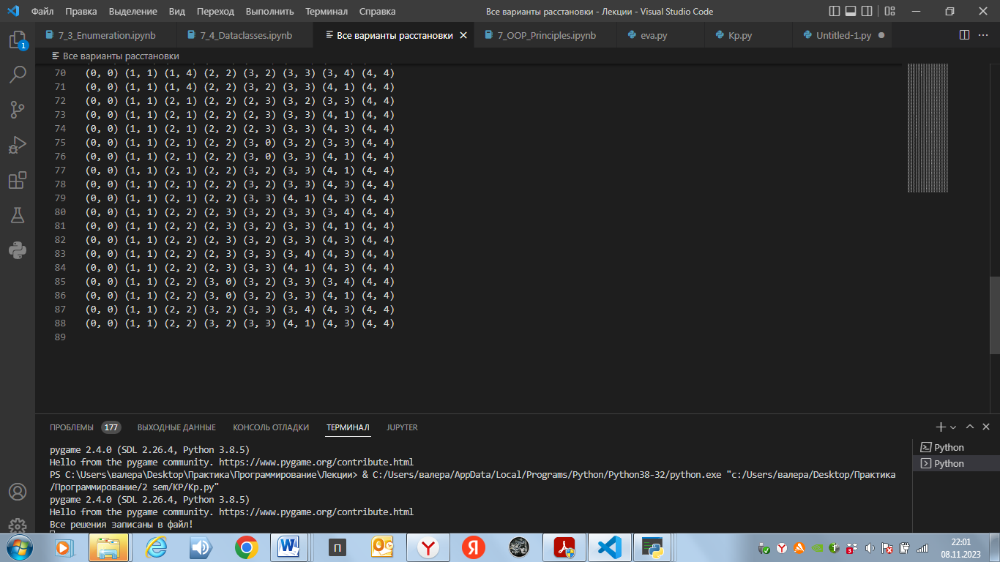 Файл Правка Выделение Вид Переход Выполнить Терминал Справка Все варианты расстановки - Лекции - Visual Studio Code
7_3_Enumeration.ipynb 7_4_Dataclasses.ipynb Все варианты расстановки 7_OOP_Principles.ipynb eva.py Кр.py Untitled-1.py
1
Все варианты расстановки
70 (0, 0) (1, 1) (1, 4) (2, 2) (3, 2) (3, 3) (3, 4) (4, 4)
71 (0, 0) (1, 1) (1, 4) (2, 2) (3, 2) (3, 3) (4, 1) (4, 4)
72 (0, 0) (1, 1) (2, 1) (2, 2) (2, 3) (3, 2) (3, 3) (4, 4)
73 (0, 0) (1, 1) (2, 1) (2, 2) (2, 3) (3, 3) (4, 1) (4, 4)
74 (0, 0) (1, 1) (2, 1) (2, 2) (2, 3) (3, 3) (4, 3) (4, 4)
75 (0, 0) (1, 1) (2, 1) (2, 2) (3, 0) (3, 2) (3, 3) (4, 4)
76 (0, 0) (1, 1) (2, 1) (2, 2) (3, 0) (3, 3) (4, 1) (4, 4)
77 (0, 0) (1, 1) (2, 1) (2, 2) (3, 2) (3, 3) (4, 1) (4, 4)
78 (0, 0) (1, 1) (2, 1) (2, 2) (3, 2) (3, 3) (4, 3) (4, 4)
79 (0, 0) (1, 1) (2, 1) (2, 2) (3, 3) (4, 1) (4, 3) (4, 4)
80 (0, 0) (1, 1) (2, 2) (2, 3) (3, 2) (3, 3) (3, 4) (4, 4)
81 (0, 0) (1, 1) (2, 2) (2, 3) (3, 2) (3, 3) (4, 1) (4, 4)
82 (0, 0) (1, 1) (2, 2) (2, 3) (3, 2) (3, 3) (4, 3) (4, 4)
83 (0, 0) (1, 1) (2, 2) (2, 3) (3, 3) (3, 4) (4, 3) (4, 4)
84 (0, 0) (1, 1) (2, 2) (2, 3) (3, 3) (4, 1) (4, 3) (4, 4)
85 (0, 0) (1, 1) (2, 2) (3, 0) (3, 2) (3, 3) (3, 4) (4, 4)
86 (0, 0) (1, 1) (2, 2) (3, 0) (3, 2) (3, 3) (4, 1) (4, 4)
87 (0, 0) (1, 1) (2, 2) (3, 2) (3, 3) (3, 4) (4, 3) (4, 4)
88 (0, 0) (1, 1) (2, 2) (3, 2) (3, 3) (4, 1) (4, 3) (4, 4)
89
ПРОБЛЕМЫ 177 ВЫХОДНЫЕ ДАННЫЕ КОНСОЛЬ ОТЛАДКИ ТЕРМИНАЛ JUPYTER
pygame 2.4.0 (SDL 2.26.4, Python 3.8.5)
Hello from the pygame community. https://www.pygame.org/contribute.html
PS C:\Users\валера\Desktop\Практика\Программирование\Лекции> & C:/Users/валера/AppData/Local/Programs/Python/Python38-32/python.exe "c:/Users/валера/Desktop/Практика
/Программирование/2 sem/КР/Кр.py"
pygame 2.4.0 (SDL 2.26.4, Python 3.8.5)
Hello from the pygame community. https://www.pygame.org/contribute.html
Все решения записаны в файл!
Python
Python
22:01
08.11.2023